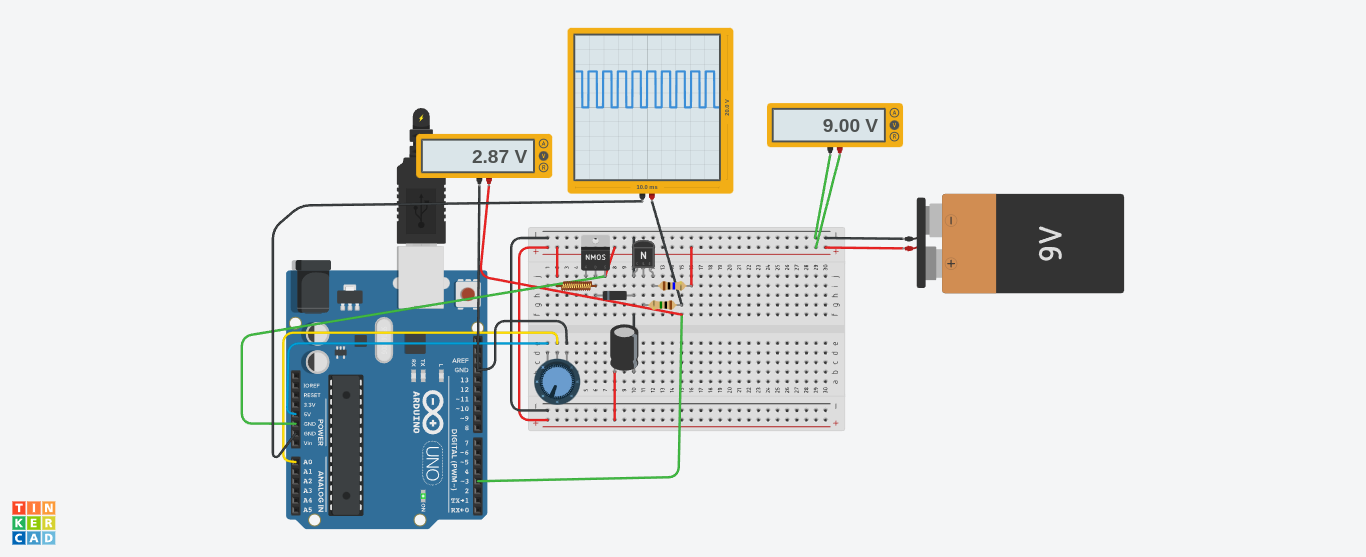 20.0 V
10.0 ms
9.00 V
A
V
R
2.87 V
A
V
R
9V
NMOS
N
AREF
GND
13
12
~11
~10
~9
8
7
~6
~5
4
~3
2
TX→1
RX←0
DIGITAL (PWM~)
IOREF
RESET
3.3V
5V
GND
GND
Vin
POWER
A0
A1
A2
A3
A4
A5
ANALOG IN
RX
TX
L
ARDUINO
UNO
ON
TIN
KER
CAD